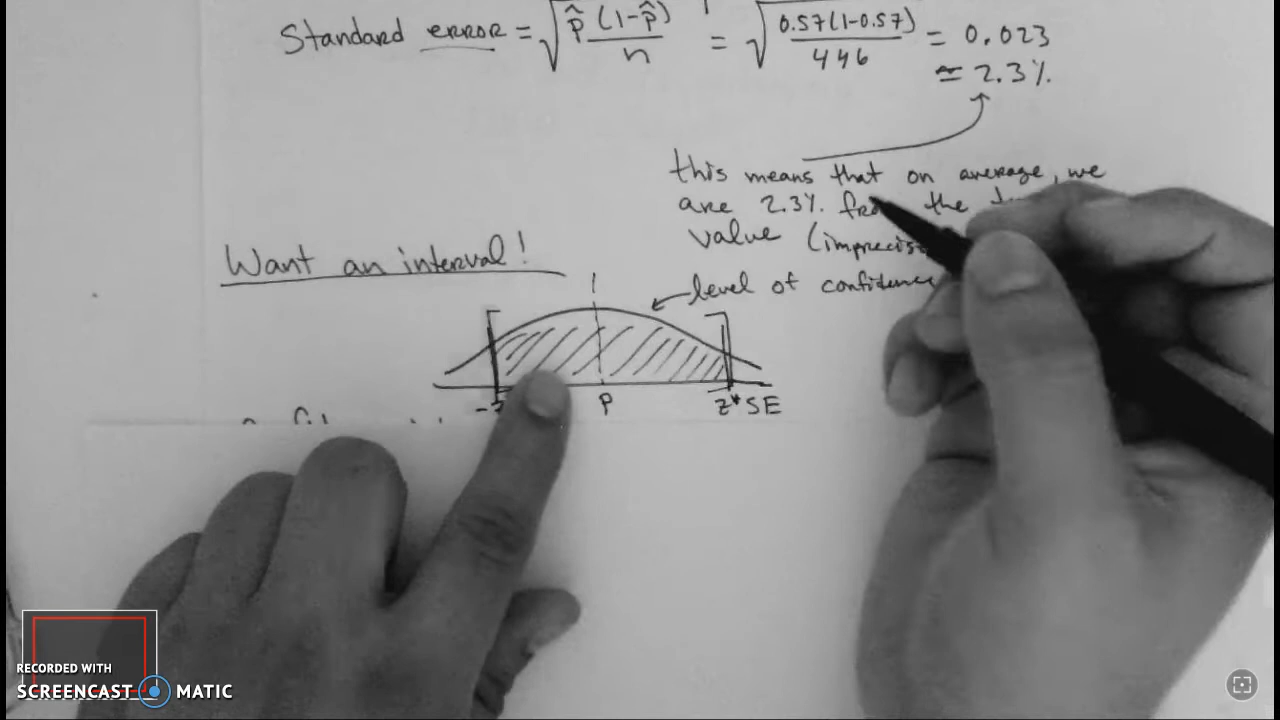 Standard error = √ p̂ (1-p̂) / n = √ 0.57(1-0.57) / 446 = 0.023
≃ 2.3%.
this means that on average, we
are 2.3%. from the
value (imprecis
Want an interval!
level of confidence
p z* SE
RECORDED WITH
SCREENCAST MATIC